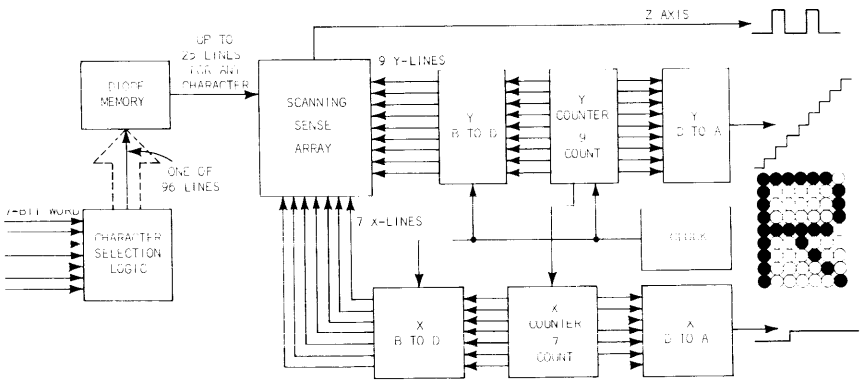 Z AXIS
UP TO
25 LINES
FOR ANY
CHARACTER
9 Y-LINES
DIODE
MEMORY
SCANNING
SENSE
ARRAY
Y
B TO D
Y
COUNTER
9
COUNT
Y
D TO A
ONE OF
96 LINES
7-BIT WORD
CHARACTER
SELECTION
LOGIC
7 X-LINES
CLOCK
X
B TO D
X
COUNTER
7
COUNT
X
D TO A